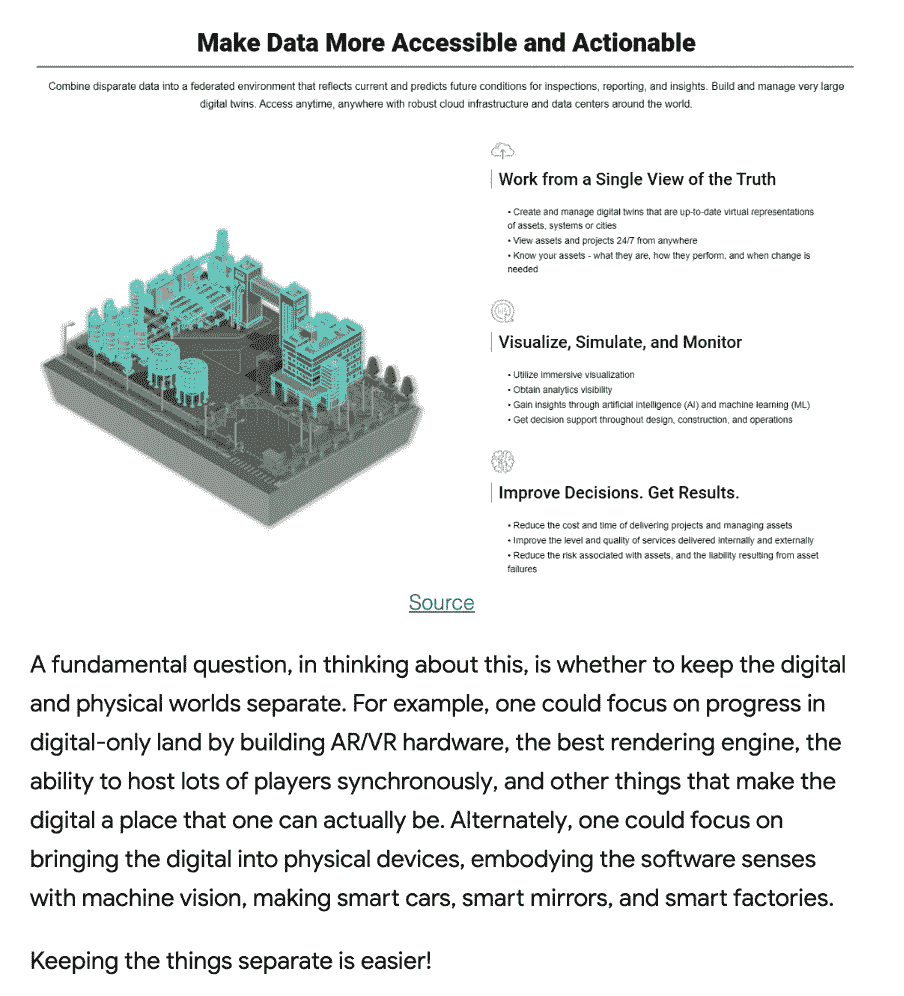 Make Data More Accessible and Actionable
Combine disparate data into a federated environment that reflects current and predicts future conditions for inspections, reporting, and insights. Build and manage very large
digital twins. Access anytime, anywhere with robust cloud infrastructure and data centers around the world.
Work from a Single View of the Truth
• Create and manage digital twins that are up-to-date virtual representations
of assets, systems or cities
• View assets and projects 24/7 from anywhere
• Know your assets - what they are, how they perform, and when change is
needed
Visualize, Simulate, and Monitor
• Utilize immersive visualization
• Obtain analytics visibility
• Gain insights through artificial intelligence (AI) and machine learning (ML)
• Get decision support throughout design, construction, and operations
Improve Decisions. Get Results.
• Reduce the cost and time of delivering projects and managing assets
• Improve the level and quality of services delivered internally and externally
• Reduce the risk associated with assets, and the liability resulting from asset
failures
Source
A fundamental question, in thinking about this, is whether to keep the digital
and physical worlds separate. For example, one could focus on progress in
digital-only land by building AR/VR hardware, the best rendering engine, the
ability to host lots of players synchronously, and other things that make the
digital a place that one can actually be. Alternately, one could focus on
bringing the digital into physical devices, embodying the software senses
with machine vision, making smart cars, smart mirrors, and smart factories.
Keeping the things separate is easier!